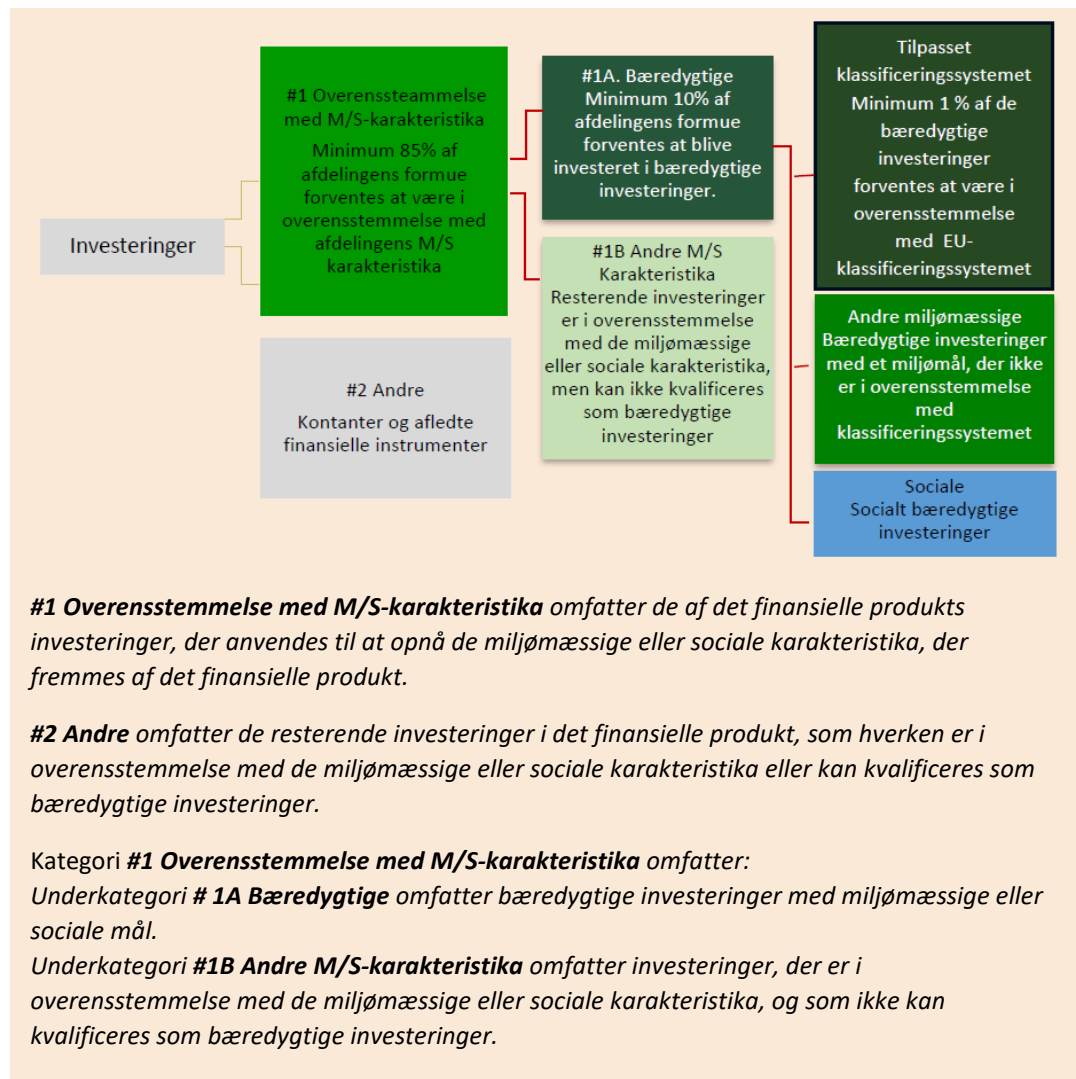 Investeringer
#1 Overenssteammelse
med M/S-karakteristika
Minimum 85% af
afdelingens formue
forventes at være i
overensstemmelse med
afdelingens M/S
karakteristika
#2 Andre
Kontanter og afledte
finansielle instrumenter
#1A. Bæredygtige
Minimum 10% af
afdelingens formue
forventes at blive
investeret i bæredygtige
investeringer.
#1B Andre M/S
Karakteristika
Resterende investeringer
er i overensstemmelse
med de miljømæssige
eller sociale karakteristika,
men kan ikke kvalificeres
som bæredygtige
investeringer
Tilpasset
klassificeringssystemet
Minimum 1 % af de
bæredygtige
investeringer
forventes at være i
overensstemmelse
med EU-
klassificeringssystemet
Andre miljømæssige
Bæredygtige investeringer
med et miljømål, der ikke
er i overensstemmelse
med
klassificeringssystemet
Sociale
Socialt bæredygtige
investeringer
#1 Overensstemmelse med M/S-karakteristika omfatter de af det finansielle produkts
investeringer, der anvendes til at opnå de miljømæssige eller sociale karakteristika, der
fremmes af det finansielle produkt.
#2 Andre omfatter de resterende investeringer i det finansielle produkt, som hverken er i
overensstemmelse med de miljømæssige eller sociale karakteristika eller kan kvalificeres som
bæredygtige investeringer.
Kategori #1 Overensstemmelse med M/S-karakteristika omfatter:
Underkategori # 1A Bæredygtige omfatter bæredygtige investeringer med miljømæssige eller
sociale mål.
Underkategori #1B Andre M/S-karakteristika omfatter investeringer, der er i
overensstemmelse med de miljømæssige eller sociale karakteristika, og som ikke kan
kvalificeres som bæredygtige investeringer.